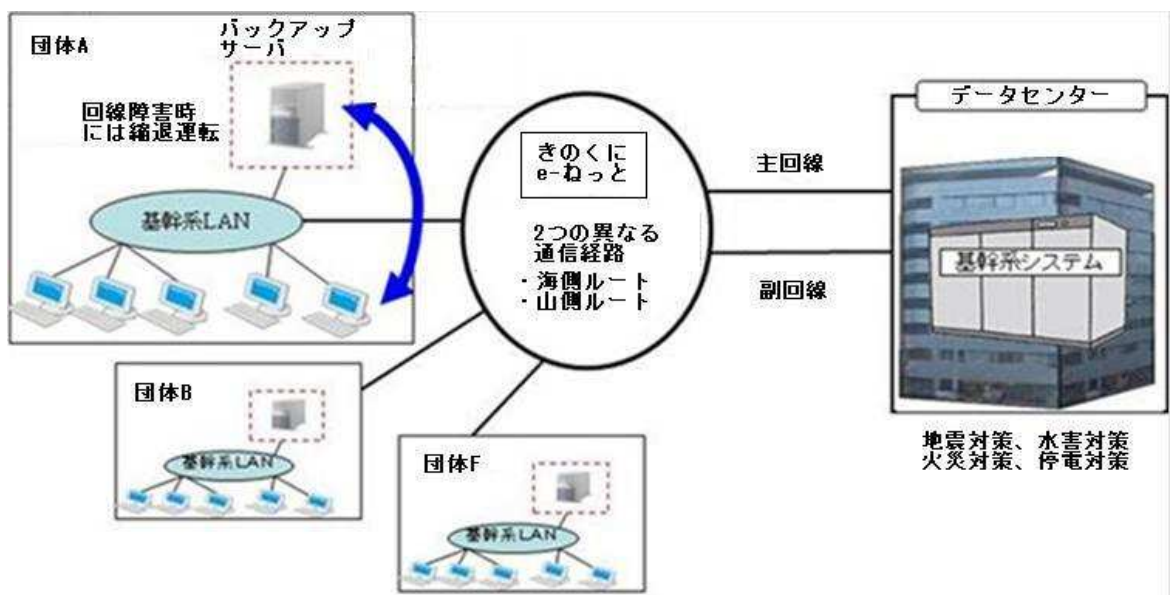 団体A
バックアップ
サーバ
回線障害時
には縮退運転
基幹系LAN
きのくに
e-ねっと
2つの異なる
通信経路
・海側ルート
・山側ルート
主回線
副回線
データセンター
基幹系システム
地震対策、水害対策
火災対策、停電対策
団体B
基幹系LAN
団体F
基幹系LAN